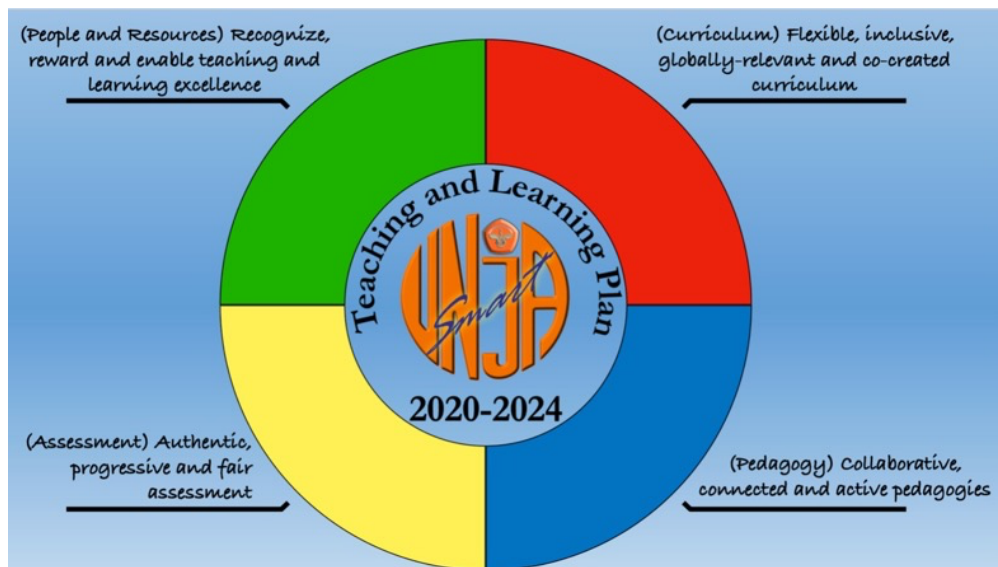 (People and Resources) Recognize,
reward and enable teaching and
learning excellence
(Curriculum) Flexible, inclusive,
globally-relevant and co-created
curriculum
Teaching and Learning Plan
UNJA
Smart
2020-2024
(Assessment) Authentic,
progressive and fair
assessment
(Pedagogy) Collaborative,
connected and active pedagogies